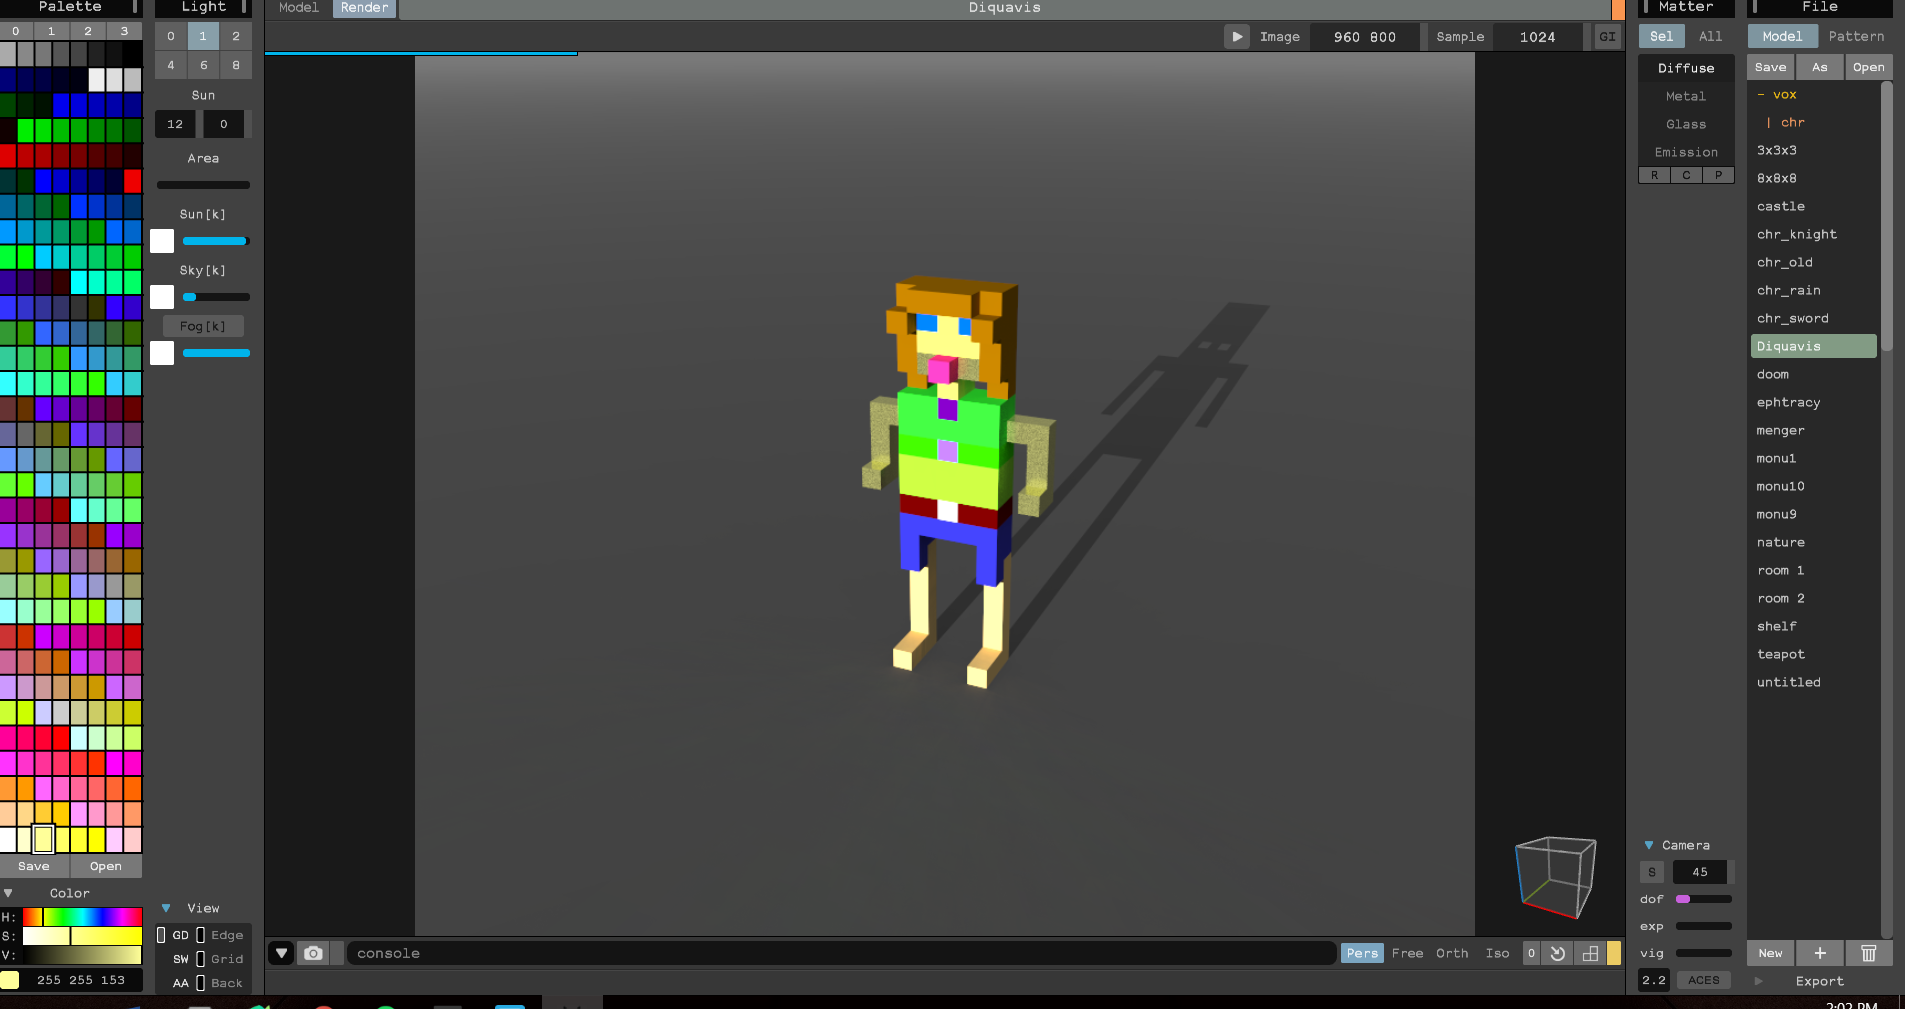 Palette
0 1 2 3
Save Open
Color
H:
S:
V:
255 255 153
Light
0 1 2
4 6 8
Sun
12 0
Area
Sun[k]
Sky[k]
Fog[k]
View
GD Edge
SW Grid
AA Back
Model Render Diquavis
Image 960 800 Sample 1024 GI
console Pers Free Orth Iso 0
Matter
Sel All
Diffuse
Metal
Glass
Emission
R C P
Camera
S 45
dof
exp
vig
2.2 ACES
File
Model Pattern
Save As Open
- vox
| chr
3x3x3
8x8x8
castle
chr_knight
chr_old
chr_rain
chr_sword
Diquavis
doom
ephtracy
menger
monu1
monu10
monu9
nature
room 1
room 2
shelf
teapot
untitled
New +
Export
2:02 PM